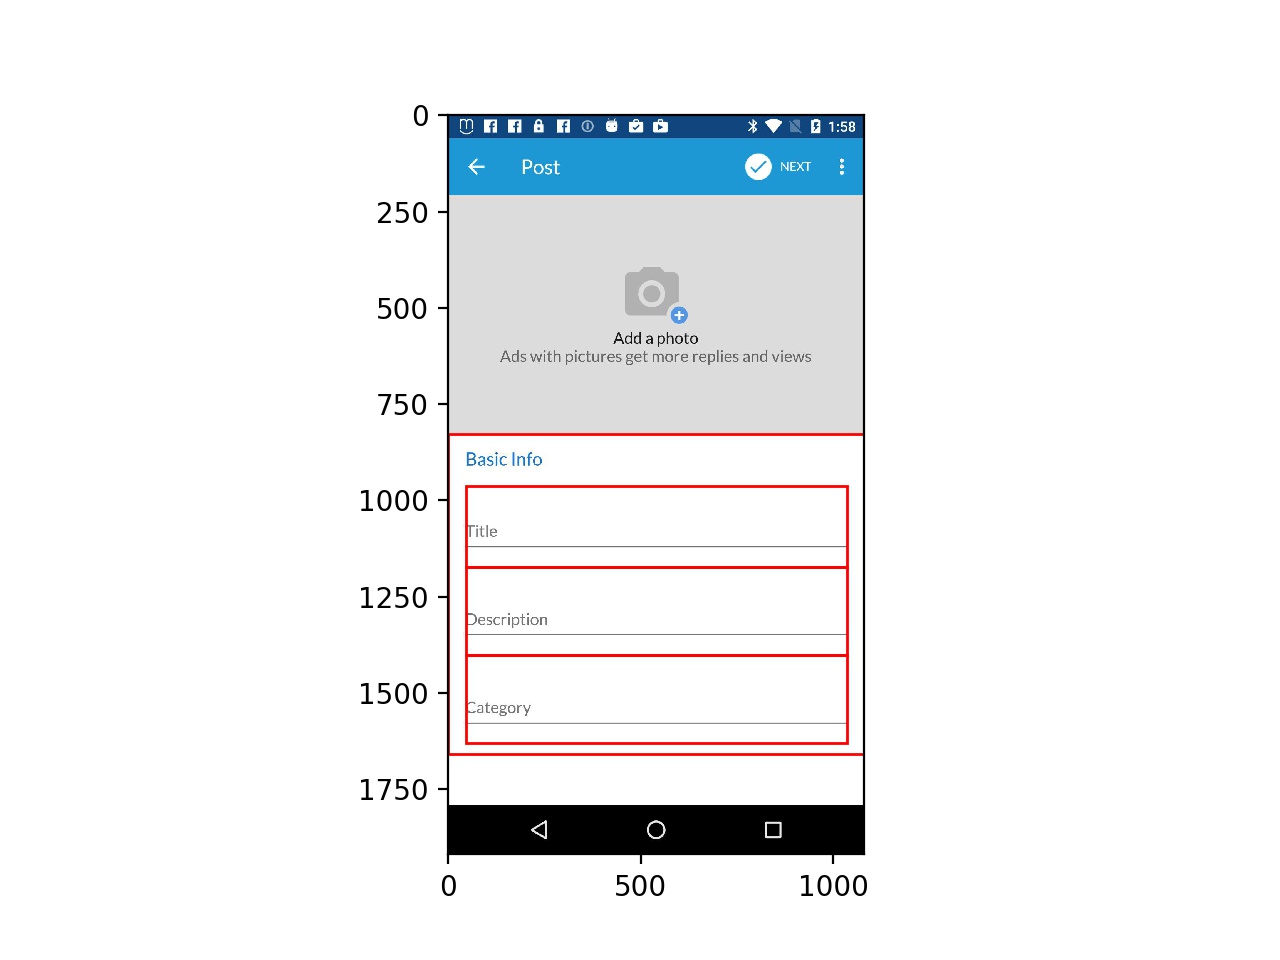 0
1:58
Post
NEXT
250
500
Add a photo
Ads with pictures get more replies and views
750
Basic Info
1000
Title
1250
Description
1500
Category
1750
0
500
1000